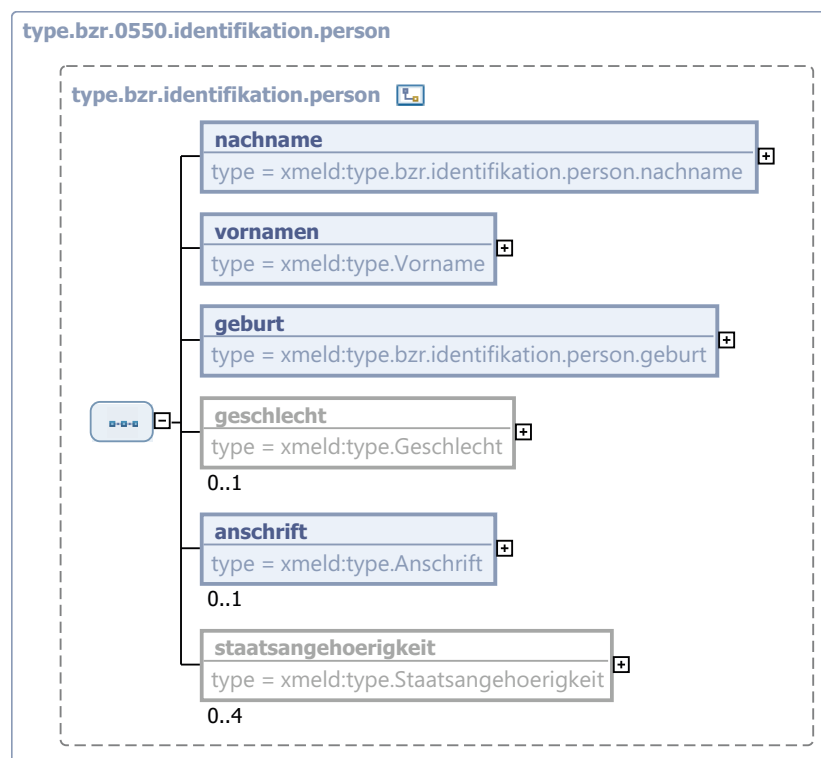 type.bzr.0550.identifikation.person
type.bzr.identifikation.person
nachname
type = xmeld:type.bzr.identifikation.person.nachname
vornamen
type = xmeld:type.Vorname
geburt
type = xmeld:type.bzr.identifikation.person.geburt
geschlecht
type = xmeld:type.Geschlecht
0..1
anschrift
type = xmeld:type.Anschrift
0..1
staatsangehoerigkeit
type = xmeld:type.Staatsangehoerigkeit
0..4